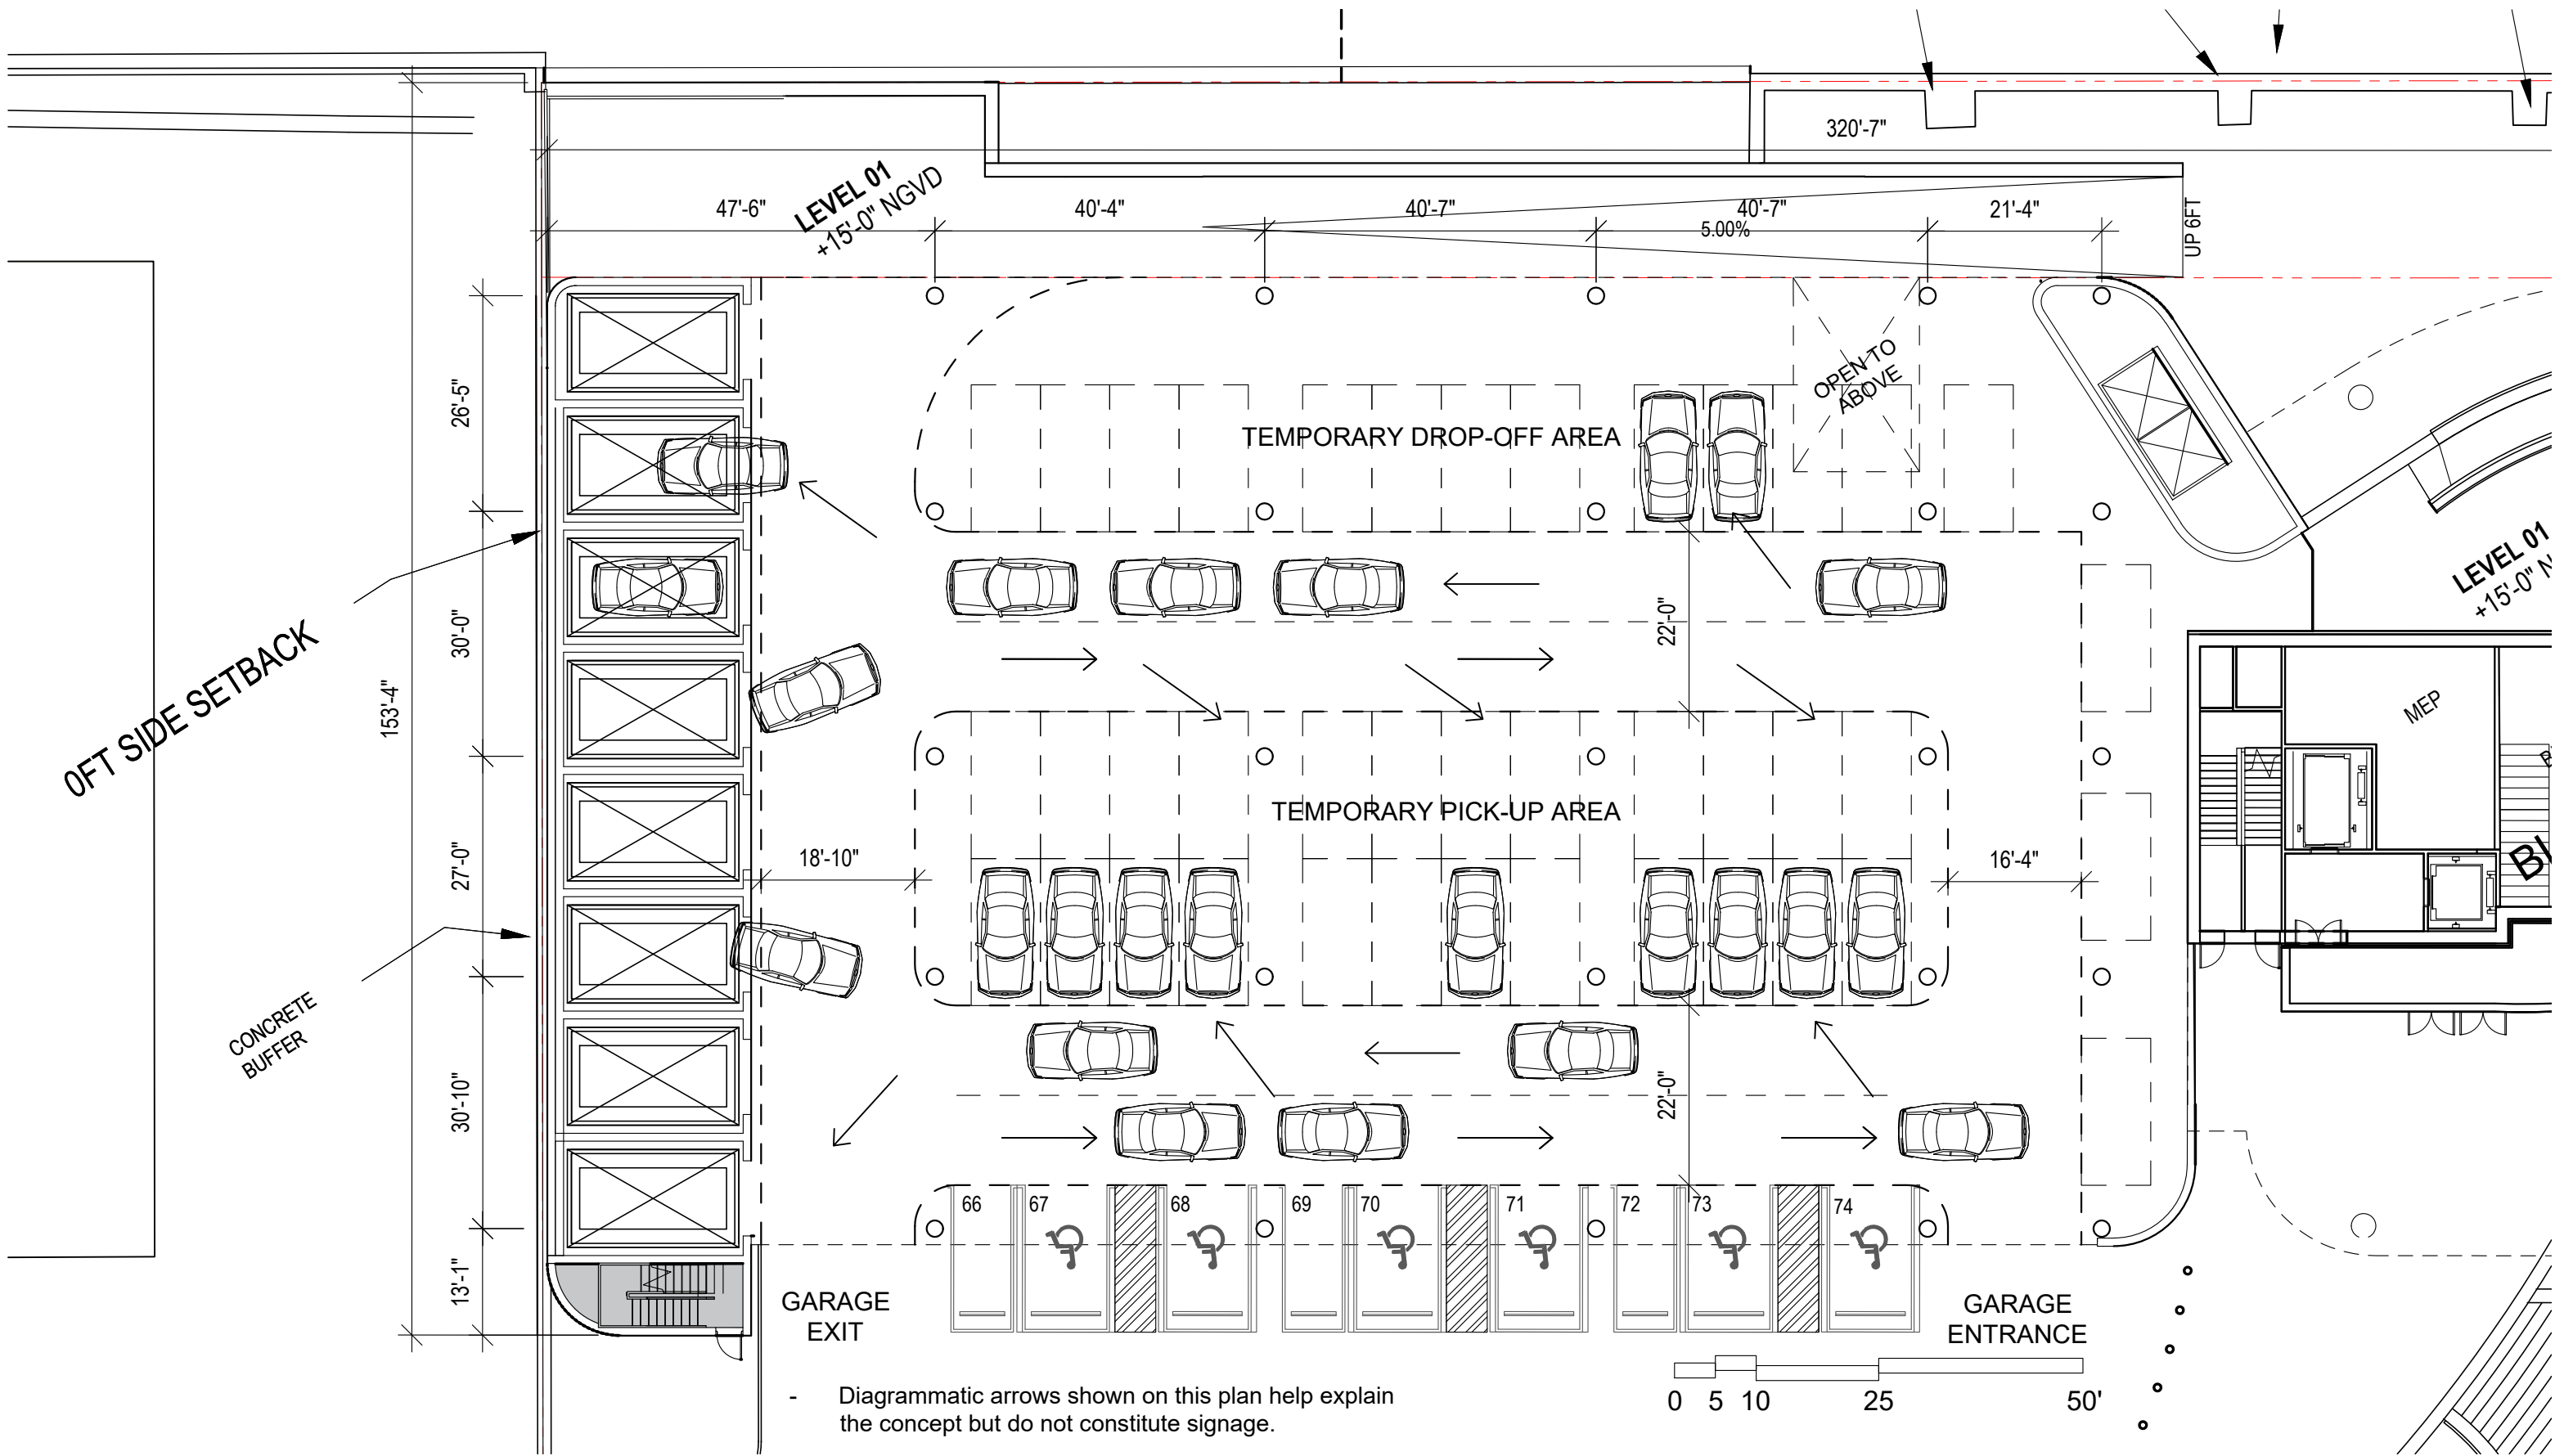 320'-7"
LEVEL 01
+15'-0" NGVD
47'-6"
40'-4"
40'-7"
40'-7"
21'-4"
5.00%
UP 6FT
26'-5"
OPEN TO
ABOVE
TEMPORARY DROP-OFF AREA
LEVEL 01
+15'-0"
30'-0"
22'-0"
0FT SIDE SETBACK
153'-4"
MEP
TEMPORARY PICK-UP AREA
27'-0"
18'-10"
16'-4"
CONCRETE
BUFFER
30'-10"
22'-0"
66
67
68
69
70
71
72
73
74
13'-1"
GARAGE
EXIT
GARAGE
ENTRANCE
- Diagrammatic arrows shown on this plan help explain
the concept but do not constitute signage.
0 5 10 25 50'